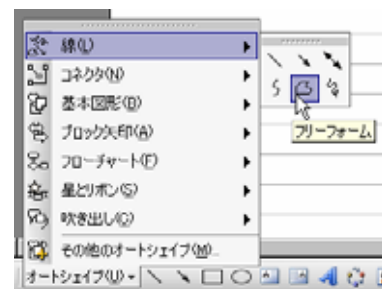 線(L)
コネクタ(N)
基本図形(B)
ブロック矢印(A)
フローチャート(F)
星とリボン(S)
吹き出し(C)
その他のオートシェイプ(M)...
オートシェイプ(U)
フリーフォーム